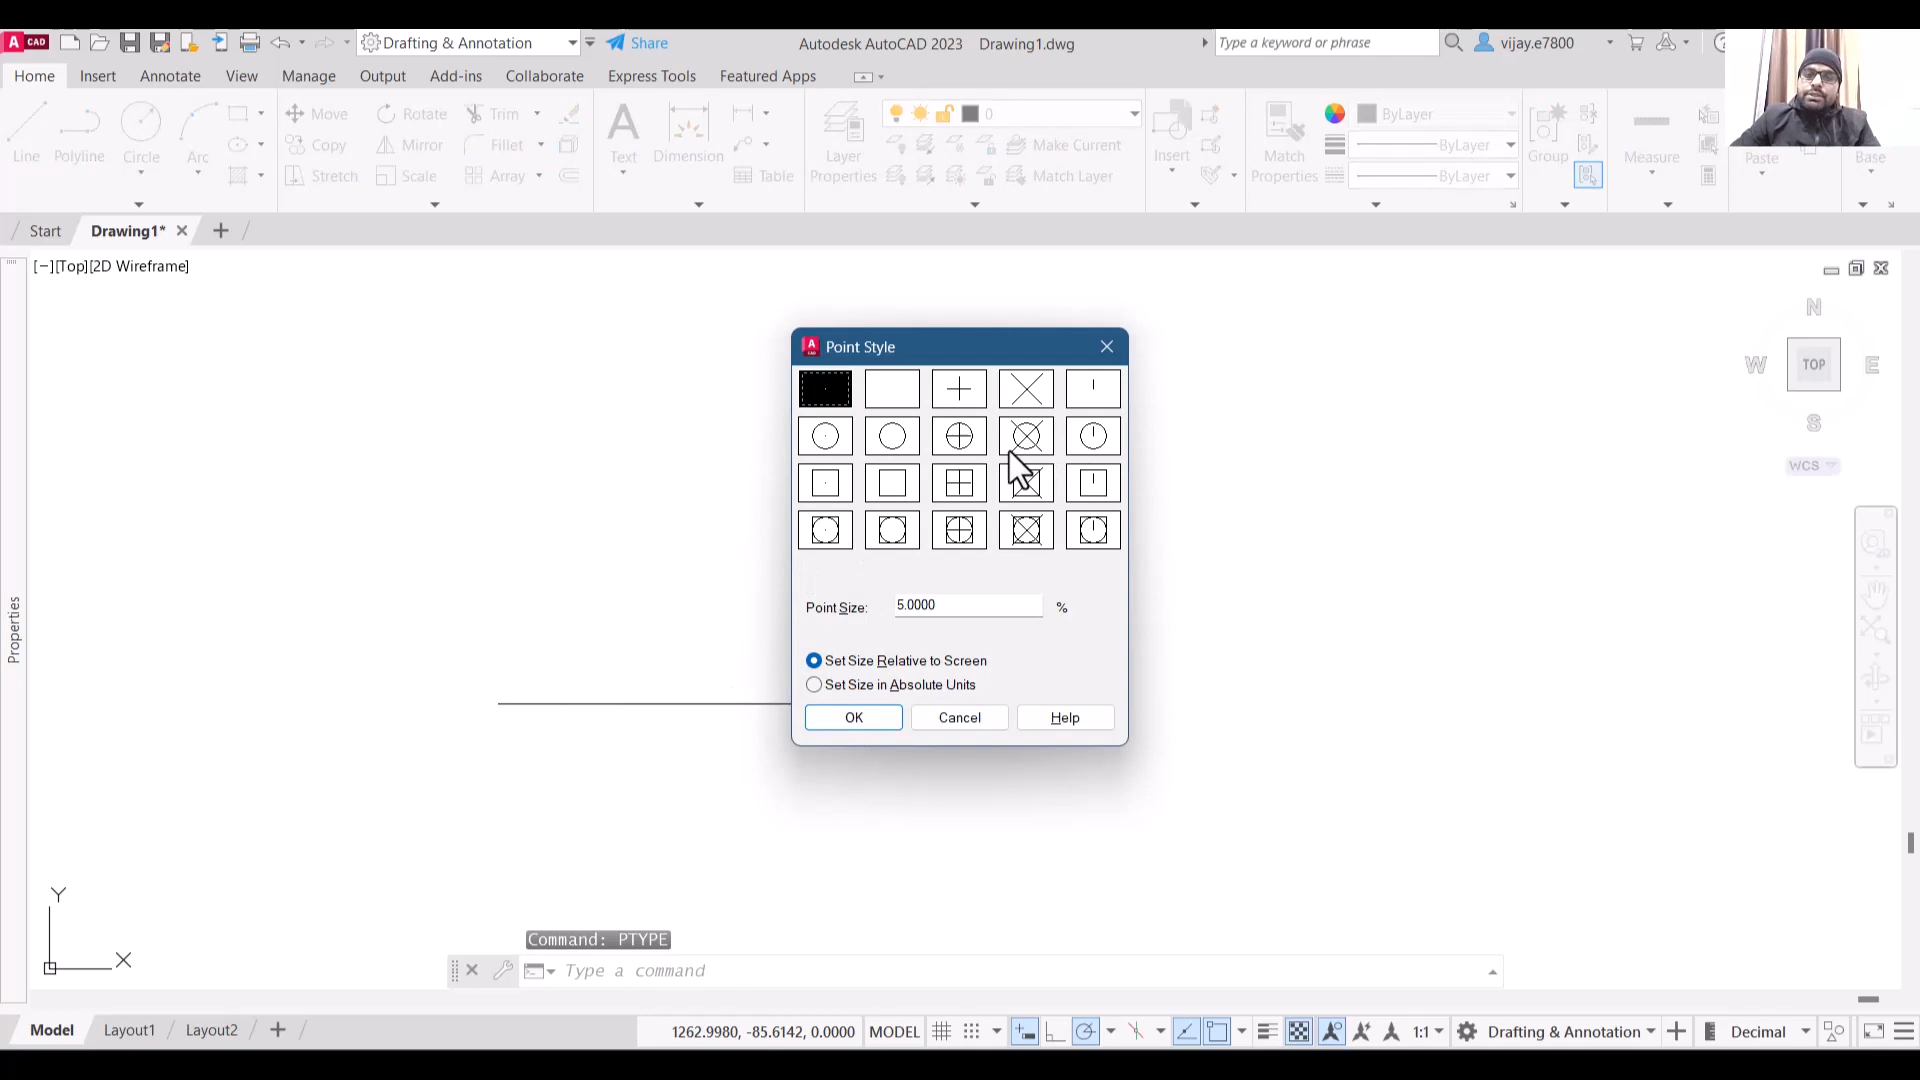 A CAD Drafting & Annotation Share Autodesk AutoCAD 2023 Drawing1.dwg Type a keyword or phrase vijay.e7800
Home Insert Annotate View Manage Output Add-ins Collaborate Express Tools Featured Apps
Move Rotate Trim 0 ByLayer
Line Polyline Circle Arc Copy Mirror Fillet Text Dimension Layer Make Current Insert Match ByLayer Group Measure Paste Base
Stretch Scale Array Table Properties Match Layer Properties ByLayer
Start Drawing1* +
[−][Top][2D Wireframe]
N
W TOP E
S
WCS
Properties
Point Style
Point Size: 5.0000 %
Set Size Relative to Screen
Set Size in Absolute Units
OK Cancel Help
Y
X
Command: PTYPE
Type a command
Model Layout1 Layout2 + 1262.9980, -85.6142, 0.0000 MODEL 1:1 Drafting & Annotation Decimal